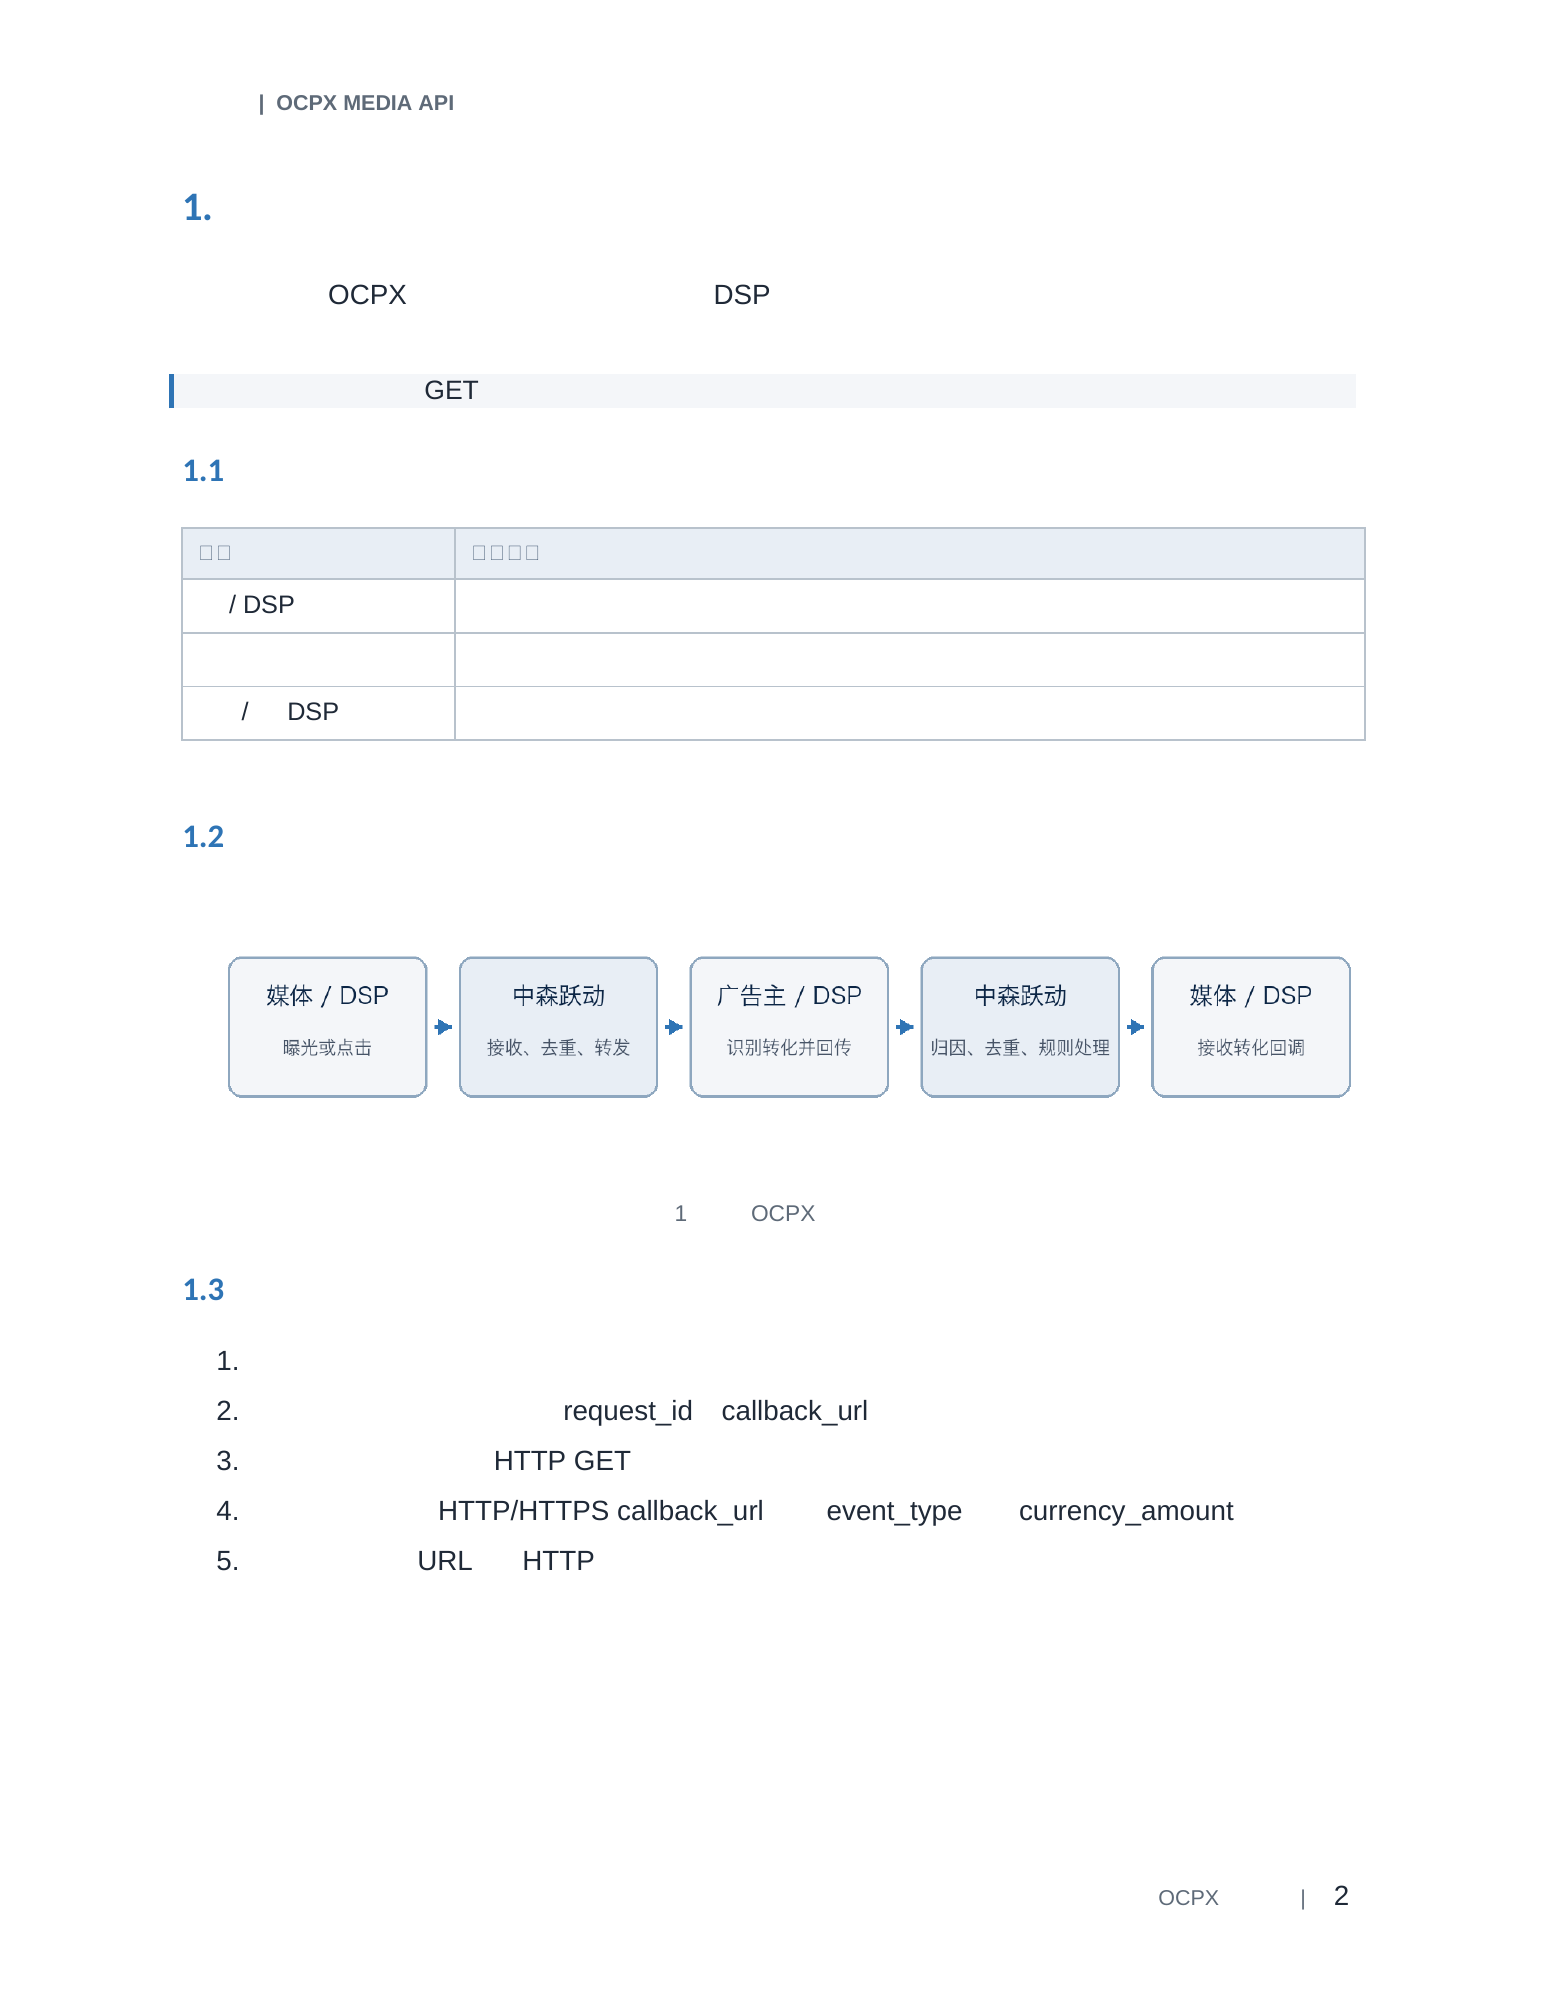 | OCPX MEDIA API
1.
OCPX DSP
GET
1.1
/ DSP
/ DSP
1.2
媒体 / DSP 中森跃动 广告主 / DSP 中森跃动 媒体 / DSP
曝光或点击 接收、去重、转发 识别转化并回传 归因、去重、规则处理 接收转化回调
1 OCPX
1.3
1.
2. request_id callback_url
3. HTTP GET
4. HTTP/HTTPS callback_url event_type currency_amount
5. URL HTTP
OCPX | 2